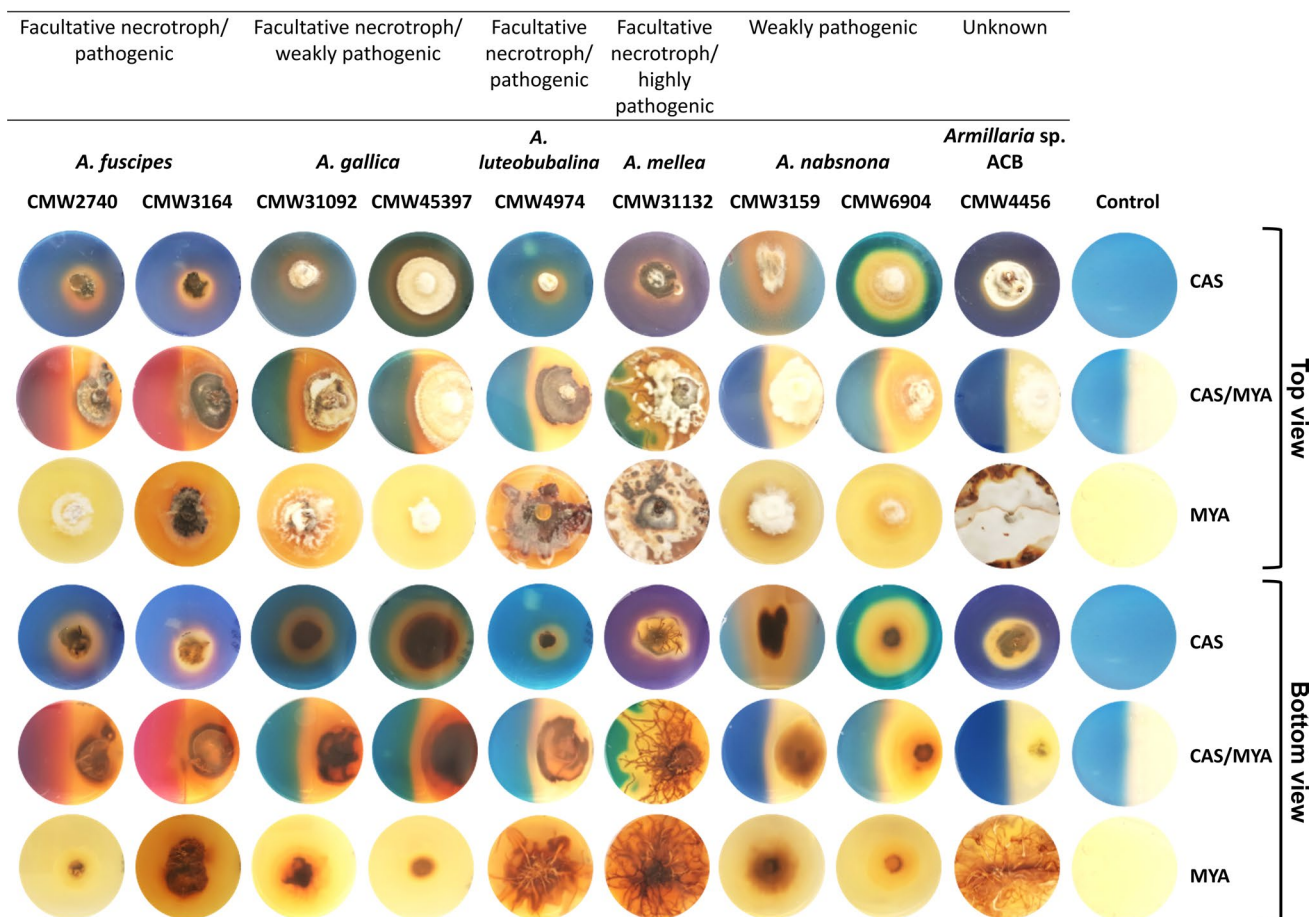 Facultative necrotroph/ Facultative necrotroph/ Facultative Facultative Weakly pathogenic Unknown
pathogenic weakly pathogenic necrotroph/ necrotroph/
pathogenic highly
pathogenic
A. fuscipes A. gallica A. luteobubalina A. mellea A. nabsnona Armillaria sp. ACB
CMW2740 CMW3164 CMW31092 CMW45397 CMW4974 CMW31132 CMW3159 CMW6904 CMW4456 Control
CAS
CAS/MYA
MYA
Top view
CAS
CAS/MYA
MYA
Bottom view